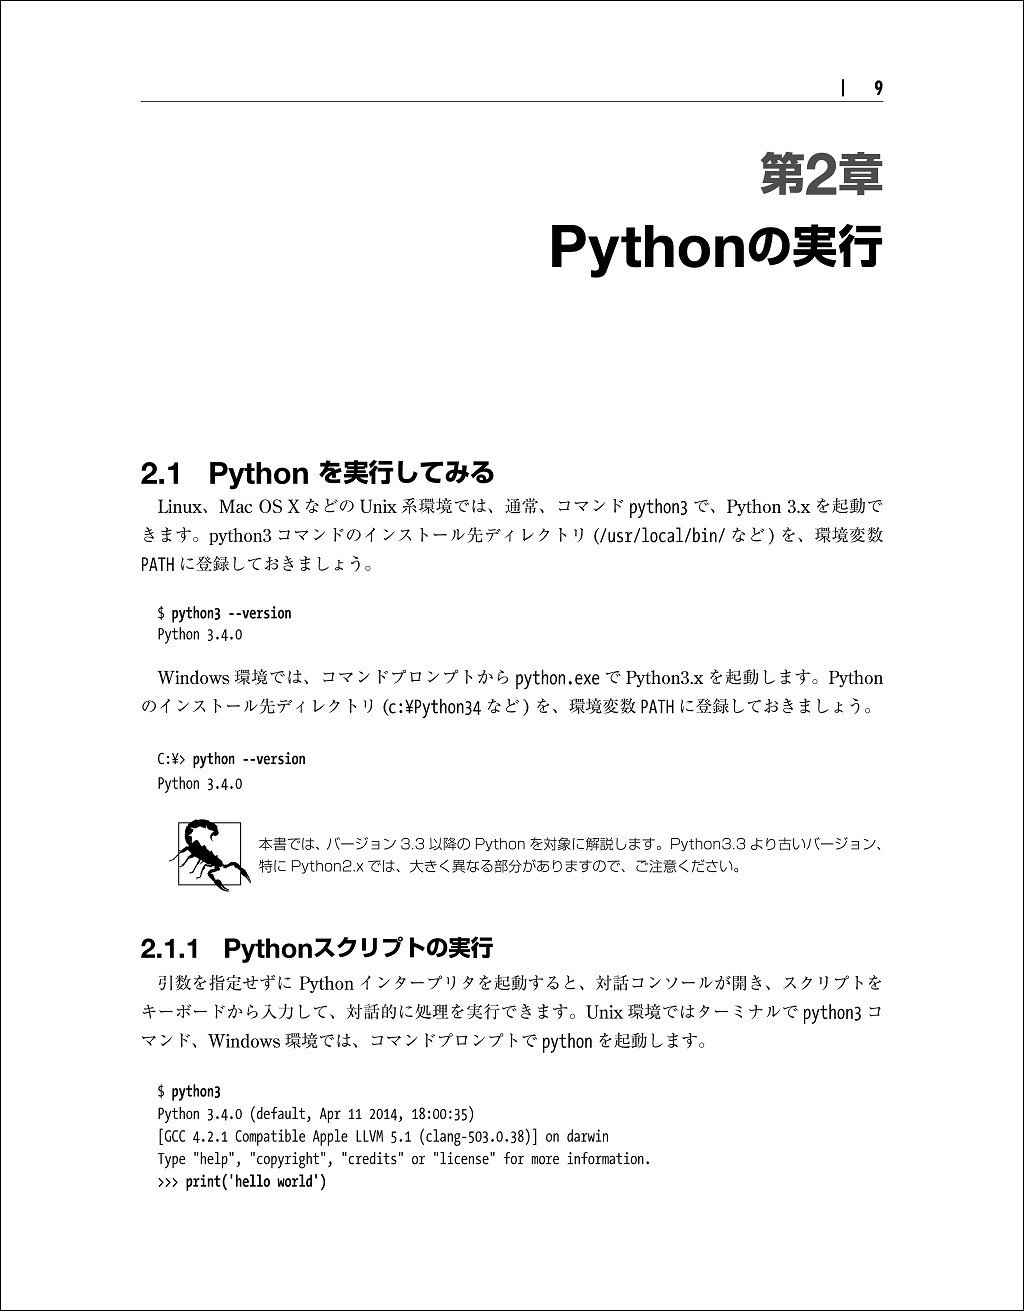 | 9
第2章
Pythonの実行
2.1 Python を実行してみる
Linux、Mac OS X などの Unix 系環境では、通常、コマンド python3 で、Python 3.x を起動で
きます。python3 コマンドのインストール先ディレクトリ (/usr/local/bin/ など ) を、環境変数
PATH に登録しておきましょう。
$ python3 --version
Python 3.4.0
Windows 環境では、コマンドプロンプトから python.exe で Python3.x を起動します。Python
のインストール先ディレクトリ (c:¥Python34 など ) を、環境変数 PATH に登録しておきましょう。
C:¥> python --version
Python 3.4.0
本書では、バージョン 3.3 以降の Python を対象に解説します。Python3.3 より古いバージョン、
特に Python2.x では、大きく異なる部分がありますので、ご注意ください。
2.1.1 Pythonスクリプトの実行
引数を指定せずに Python インタープリタを起動すると、対話コンソールが開き、スクリプトを
キーボードから入力して、対話的に処理を実行できます。Unix 環境ではターミナルで python3 コ
マンド、Windows 環境では、コマンドプロンプトで python を起動します。
$ python3
Python 3.4.0 (default, Apr 11 2014, 18:00:35)
[GCC 4.2.1 Compatible Apple LLVM 5.1 (clang-503.0.38)] on darwin
Type "help", "copyright", "credits" or "license" for more information.
>>> print('hello world')